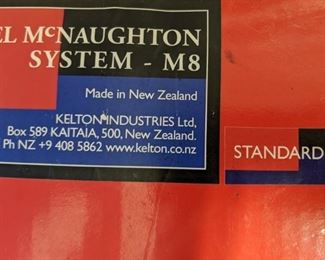 EL McNAUGHTON
SYSTEM - M8
Made in New Zealand
KELTON INDUSTRIES Ltd,
Box 589 KAITAIA, 500, New Zealand.
Ph NZ +9 408 5862 www.kelton.co.nz
STANDARD